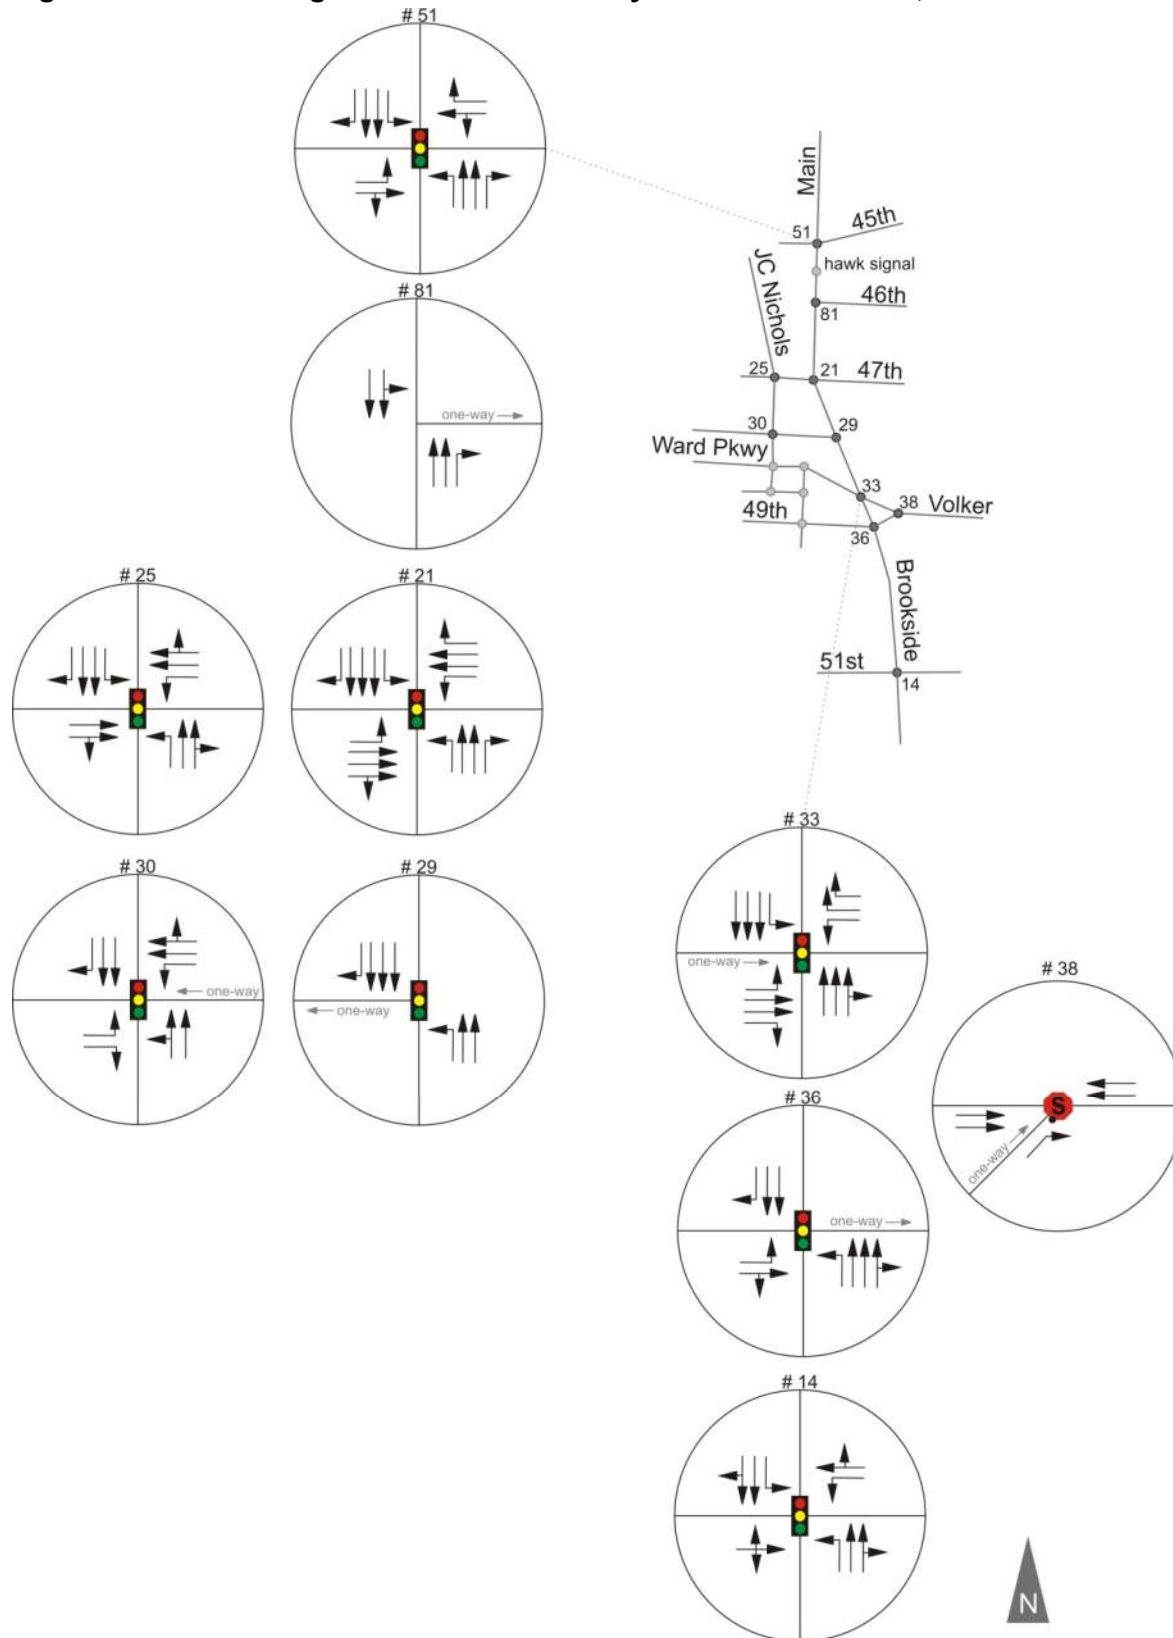 # 51
Main
45th
51
hawk signal
JC Nichols
46th
81
# 81
one-way
25
21
47th
30
29
Ward Pkwy
33
38
Volker
49th
36
Brookside
51st
14
# 25
# 21
# 30
one-way
# 29
one-way
# 33
one-way
# 38
S
one-way
# 36
one-way
# 14
N